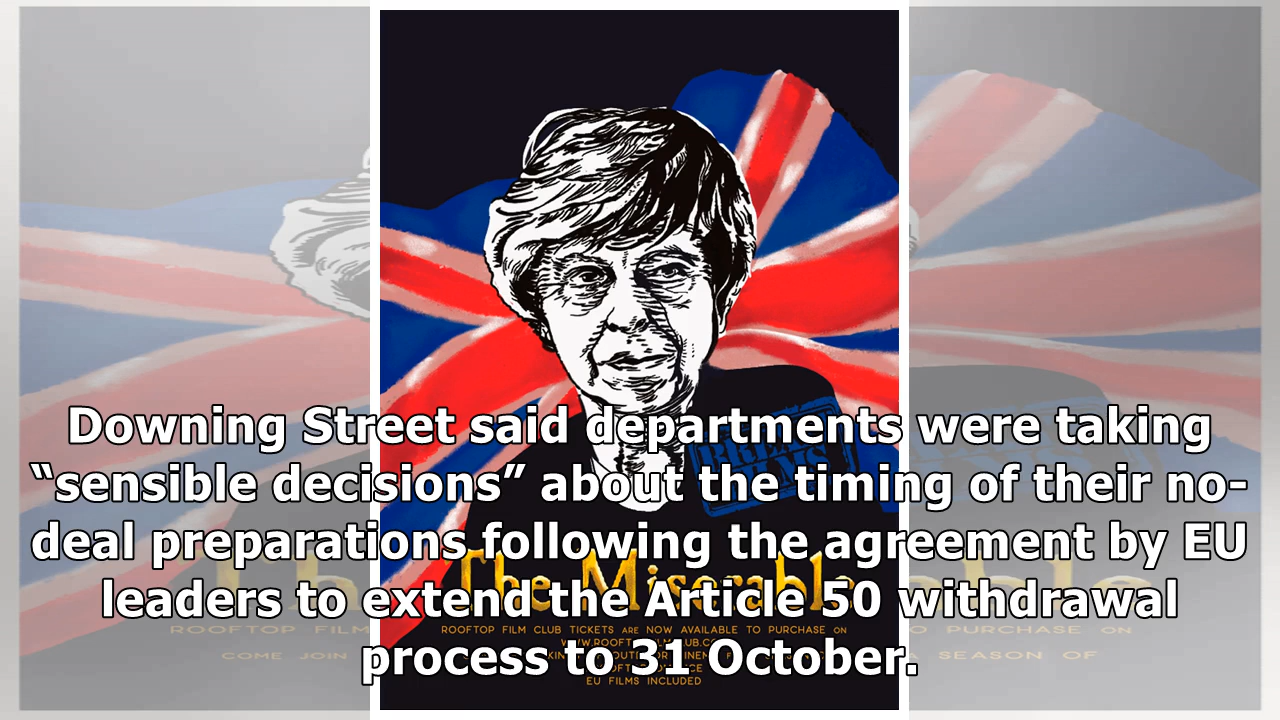 Downing Street said departments were taking
“sensible decisions” about the timing of their no-
deal preparations following the agreement by EU
leaders to extend the Article 50 withdrawal
process to 31 October.
The Miserable
ROOFTOP FILM CLUB TICKETS ARE NOW AVAILABLE TO PURCHASE ON
EU FILMS INCLUDED
ROOFTOP FILM
COME JOIN
O PURCHASE ON
A SEASON OF